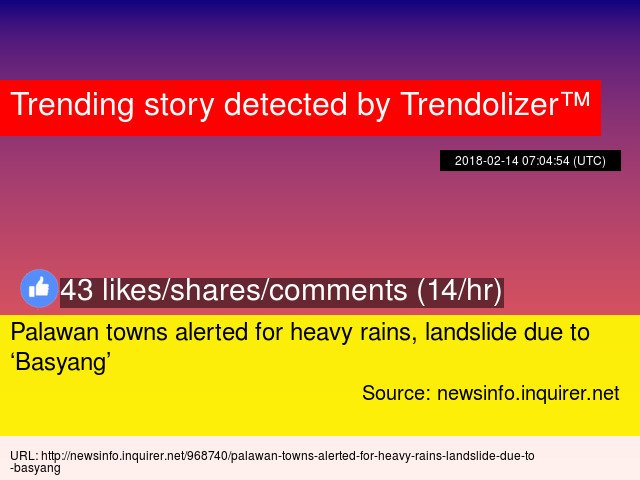 Trending story detected by Trendolizer™
2018-02-14 07:04:54 (UTC)
43 likes/shares/comments (14/hr)
Palawan towns alerted for heavy rains, landslide due to
‘Basyang’
Source: newsinfo.inquirer.net
URL: http://newsinfo.inquirer.net/968740/palawan-towns-alerted-for-heavy-rains-landslide-due-to
-basyang